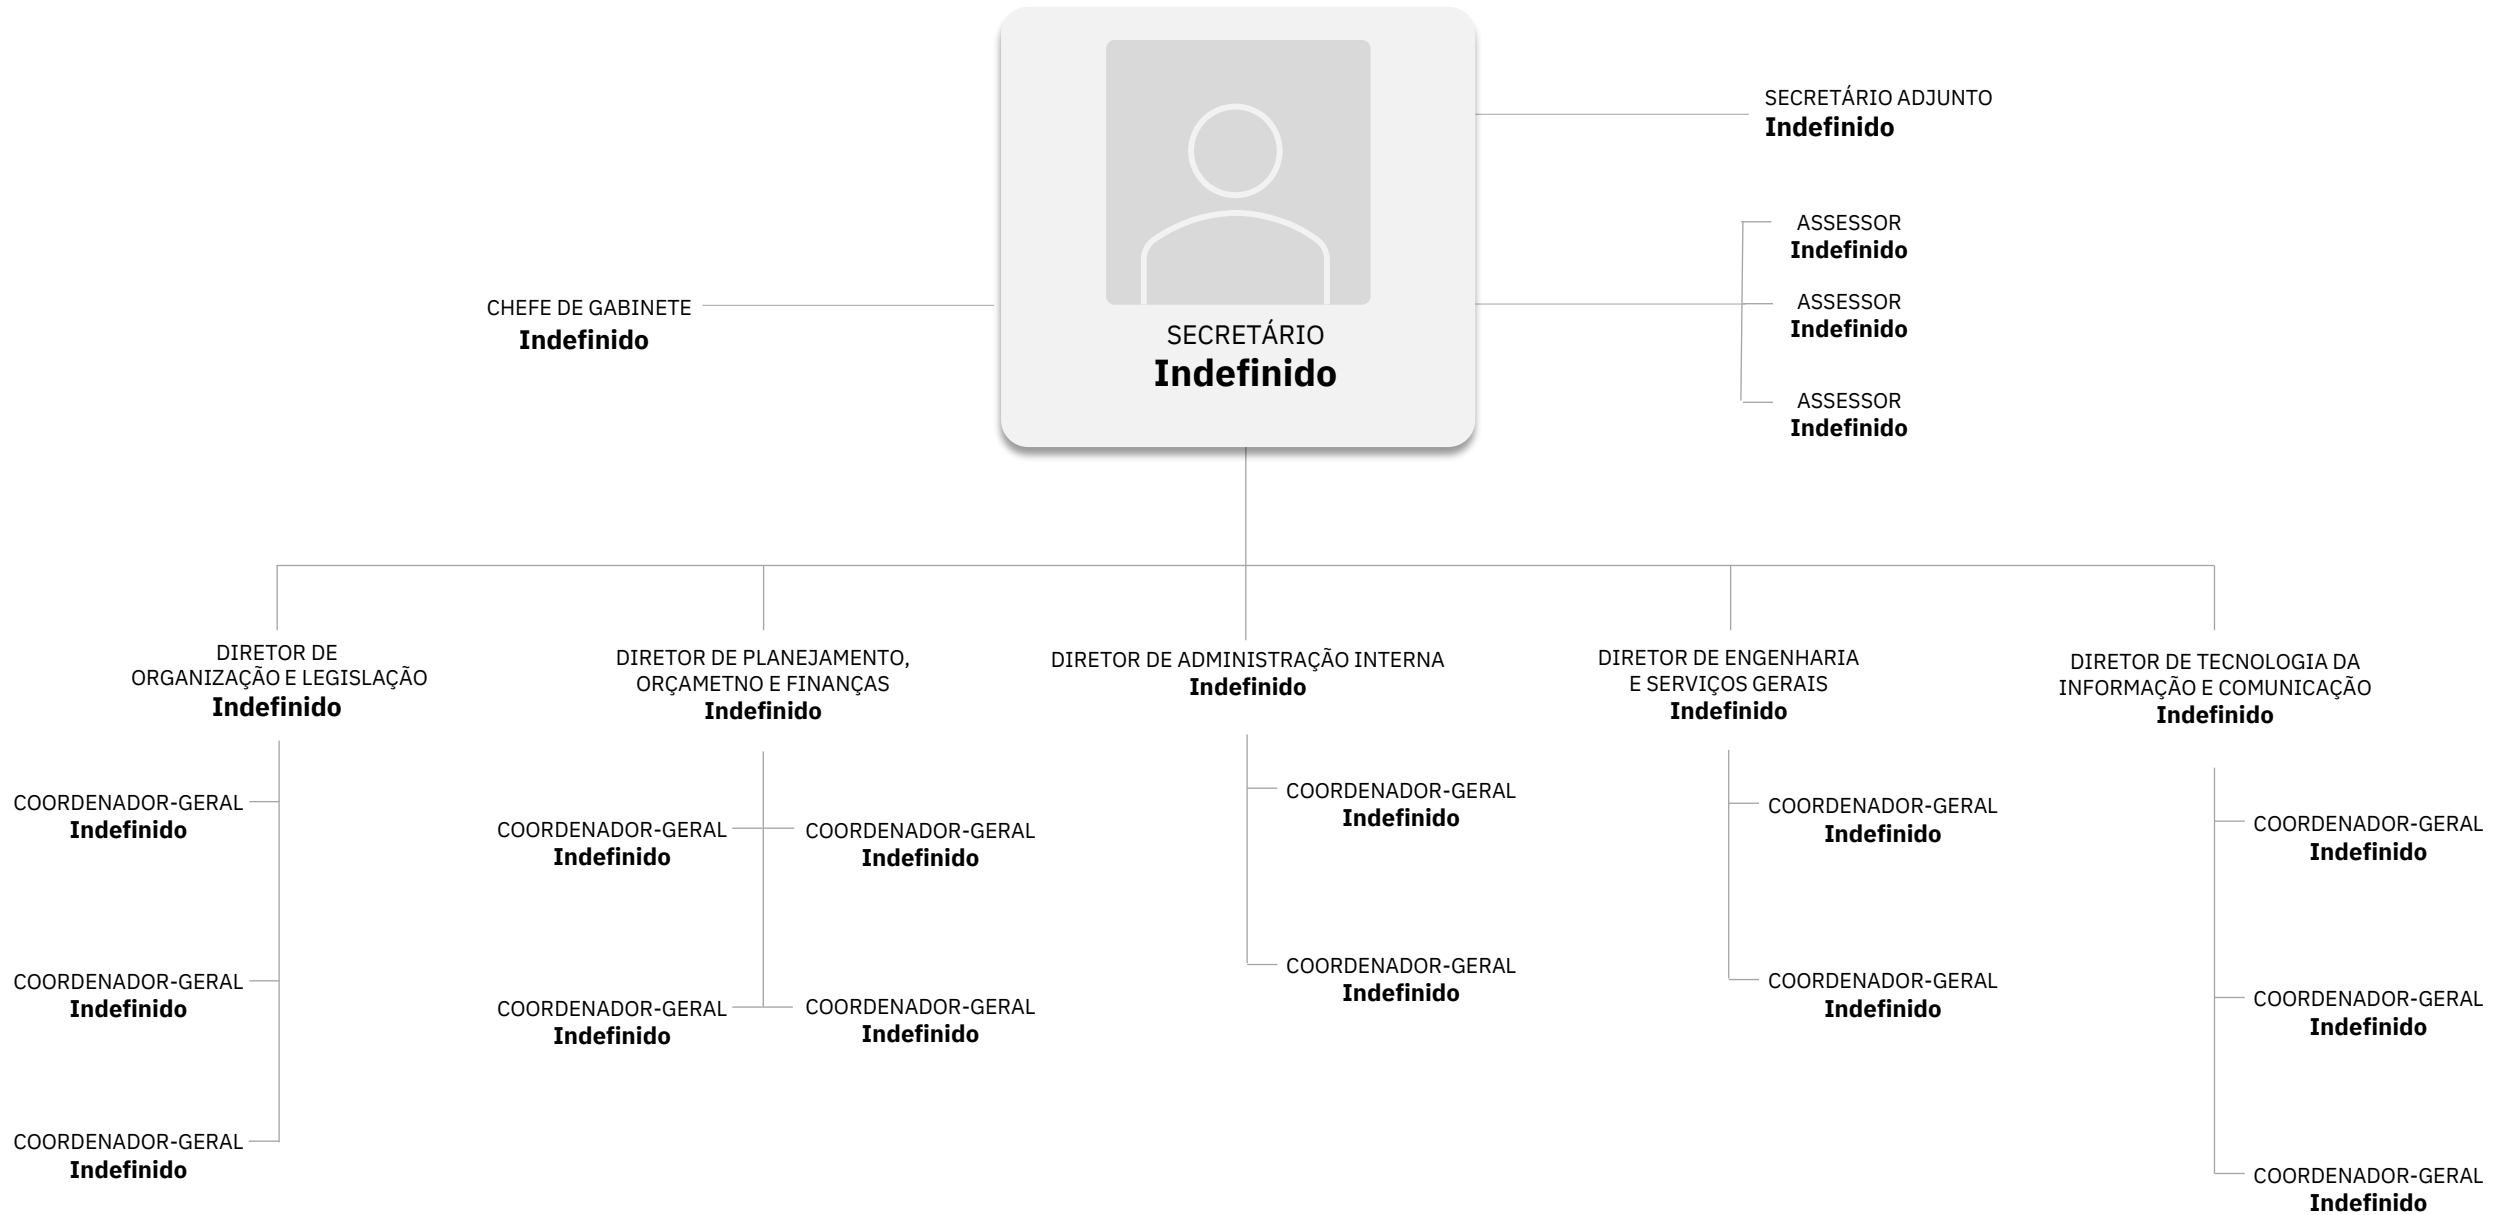 SECRETÁRIO ADJUNTO
Indefinido
ASSESSOR
Indefinido
ASSESSOR
Indefinido
ASSESSOR
Indefinido
CHEFE DE GABINETE
Indefinido
SECRETÁRIO
Indefinido
DIRETOR DE
ORGANIZAÇÃO E LEGISLAÇÃO
Indefinido
COORDENADOR-GERAL
Indefinido
COORDENADOR-GERAL
Indefinido
COORDENADOR-GERAL
Indefinido
DIRETOR DE PLANEJAMENTO,
ORÇAMETNO E FINANÇAS
Indefinido
COORDENADOR-GERAL
Indefinido
COORDENADOR-GERAL
Indefinido
COORDENADOR-GERAL
Indefinido
COORDENADOR-GERAL
Indefinido
DIRETOR DE ADMINISTRAÇÃO INTERNA
Indefinido
COORDENADOR-GERAL
Indefinido
COORDENADOR-GERAL
Indefinido
DIRETOR DE ENGENHARIA
E SERVIÇOS GERAIS
Indefinido
COORDENADOR-GERAL
Indefinido
COORDENADOR-GERAL
Indefinido
DIRETOR DE TECNOLOGIA DA
INFORMAÇÃO E COMUNICAÇÃO
Indefinido
COORDENADOR-GERAL
Indefinido
COORDENADOR-GERAL
Indefinido
COORDENADOR-GERAL
Indefinido